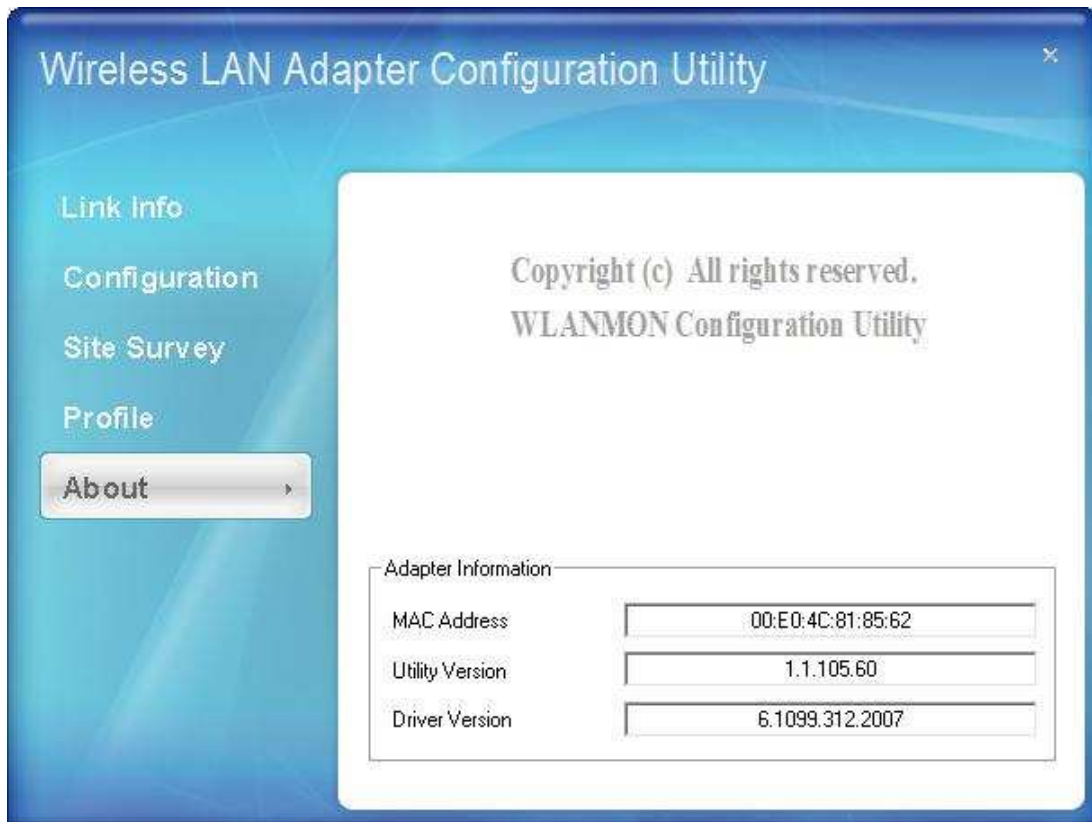 Wireless LAN Adapter Configuration Utility
Link Info
Configuration
Site Survey
Profile
About
Copyright (c) All rights reserved.
WLANMON Configuration Utility
Adapter Information
MAC Address 00:E0:4C:81:85:62
Utility Version 1.1.105.60
Driver Version 6.1099.312.2007